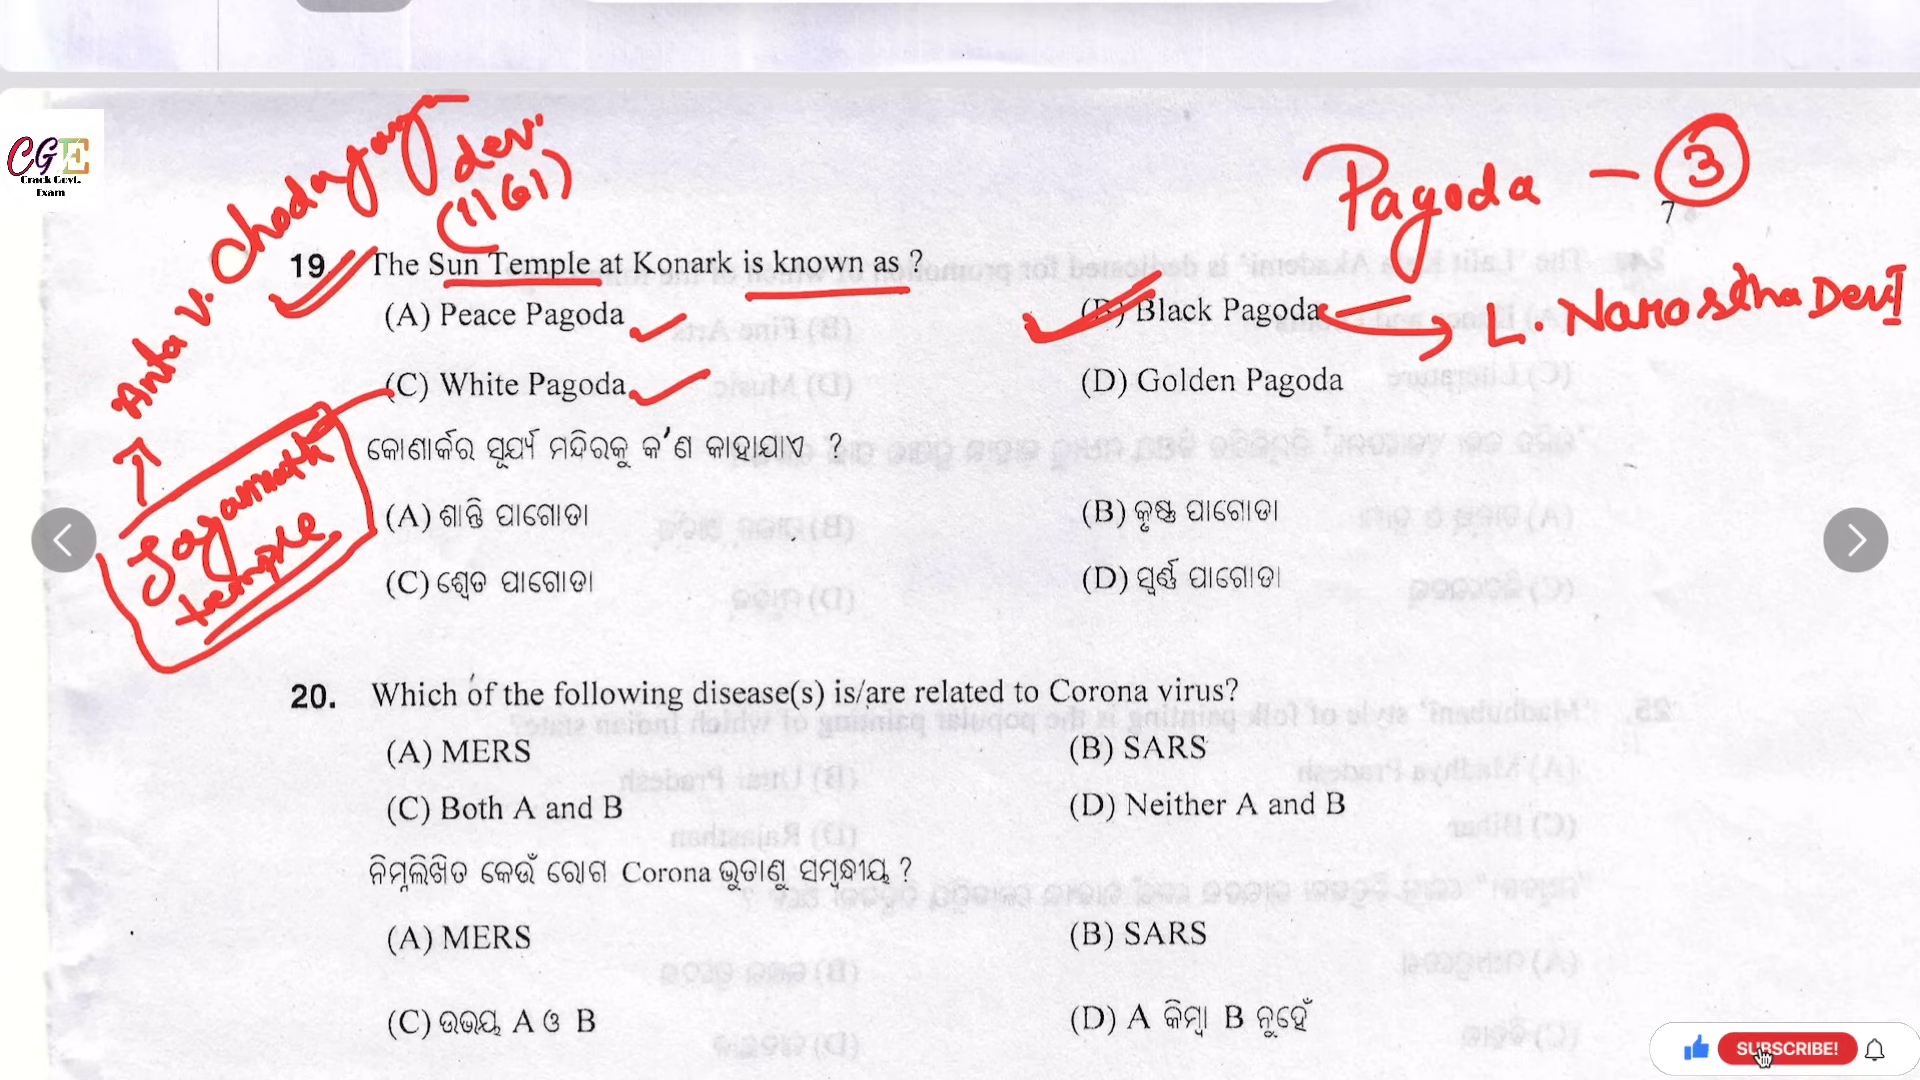 CGE
Crack Govt.
Exam
Anta V. Chodagang dev.
(1161)
Pagoda - 3
7
19 The Sun Temple at Konark is known as ?
(A) Peace Pagoda
(B) Black Pagoda
L. Narasimha Dev I
(C) White Pagoda
(D) Golden Pagoda
Jagannath
temple
କୋଣାର୍କର ସୂର୍ଯ୍ୟ ମନ୍ଦିରକୁ କ'ଣ କାହାଯାଏ ?
(A) ଶାନ୍ତି ପାଗୋଡା
(B) କୃଷ୍ଣ ପାଗୋଡା
(C) ଶ୍ୱେତ ପାଗୋଡା
(D) ସ୍ୱର୍ଣ୍ଣ ପାଗୋଡା
20. Which of the following disease(s) is/are related to Corona virus?
(A) MERS
(B) SARS
(C) Both A and B
(D) Neither A and B
ନିମ୍ନଲିଖିତ କେଉଁ ରୋଗ Corona ଭୁତାଣୁ ସମ୍ବନ୍ଧୀୟ ?
(A) MERS
(B) SARS
(C) ଉଭୟ A ଓ B
(D) A କିମ୍ବା B ନୁହେଁ
SUBSCRIBE!